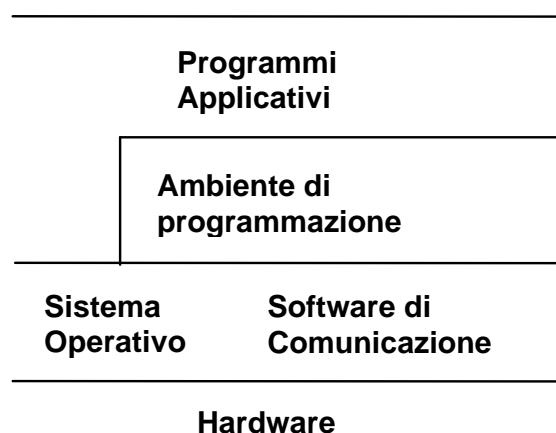 Programmi
Applicativi
Ambiente di
programmazione
Sistema
Operativo
Software di
Comunicazione
Hardware